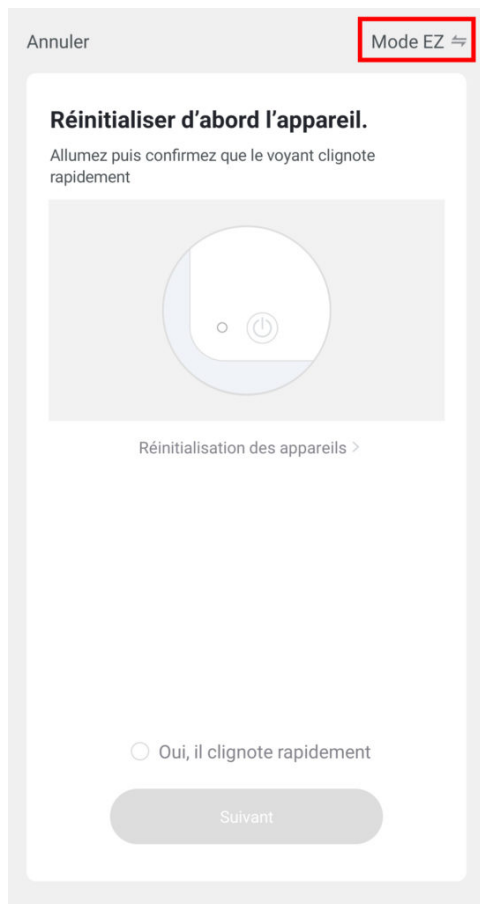 Annuler
Mode EZ
Réinitialiser d’abord l’appareil.
Allumez puis confirmez que le voyant clignote
rapidement
Réinitialisation des appareils >
Oui, il clignote rapidement
Suivant